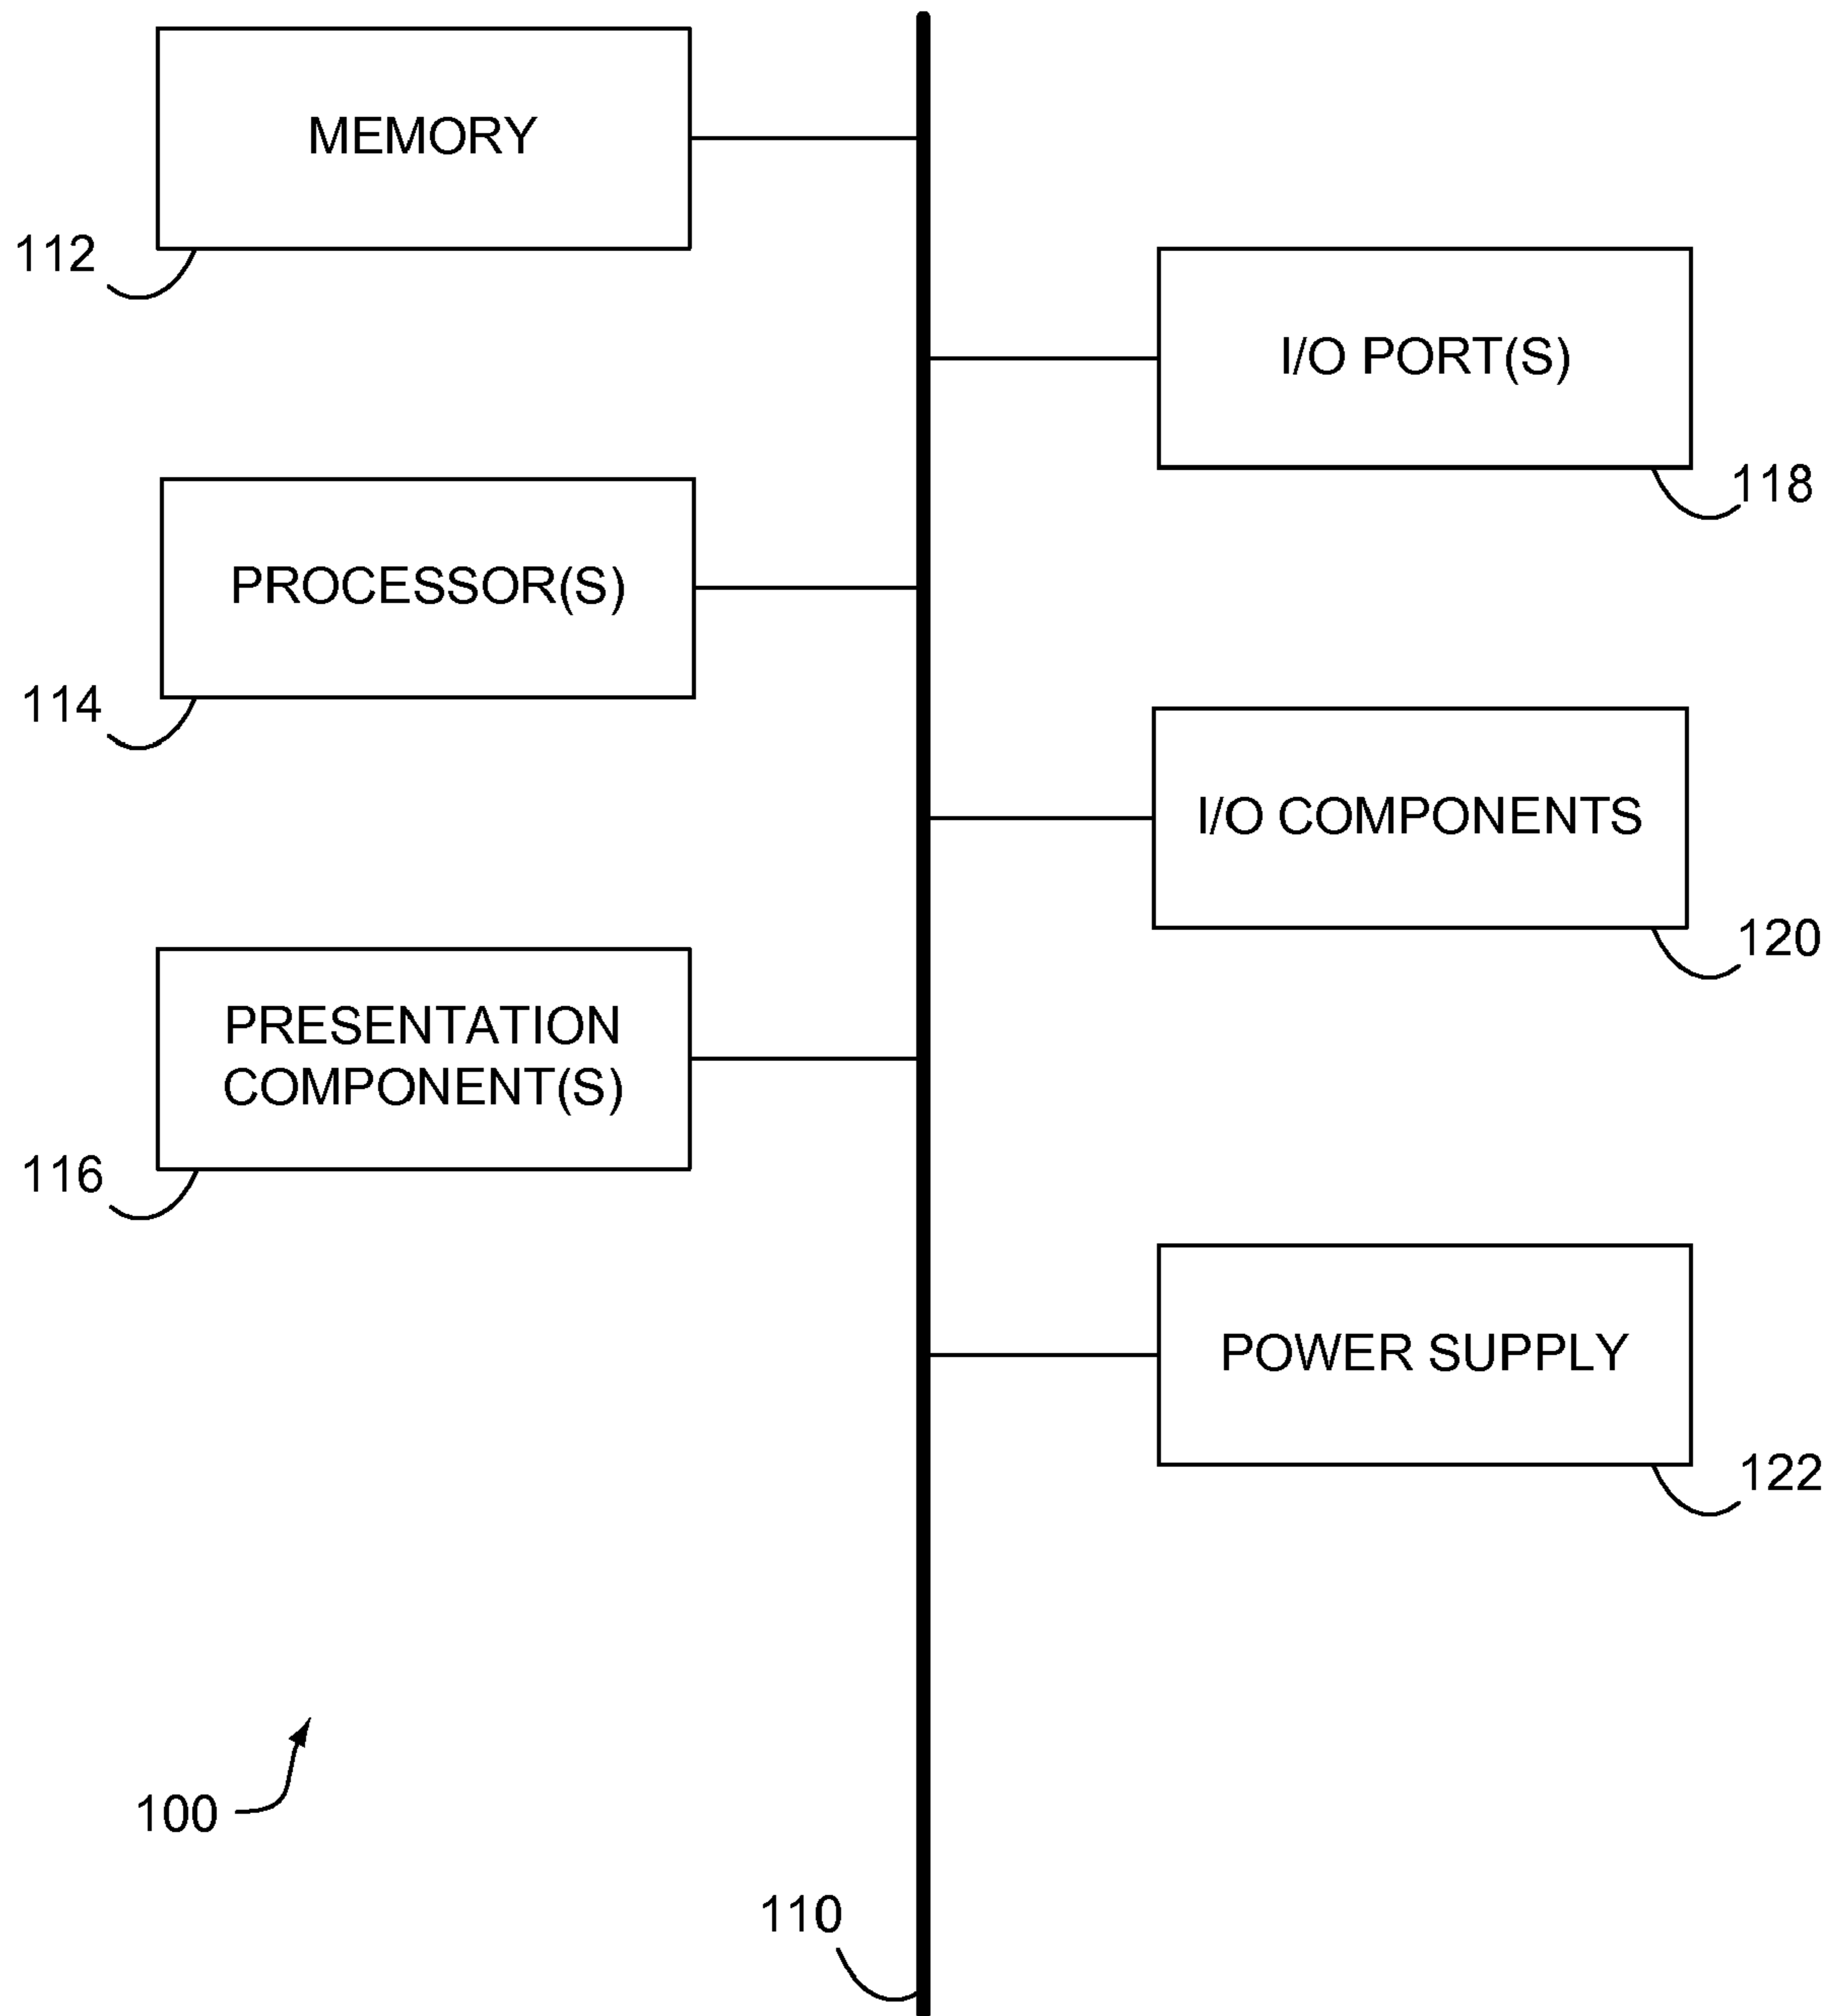 MEMORY
112
I/O PORT(S)
118
PROCESSOR(S)
114
I/O COMPONENTS
120
PRESENTATION
COMPONENT(S)
116
POWER SUPPLY
122
100
110